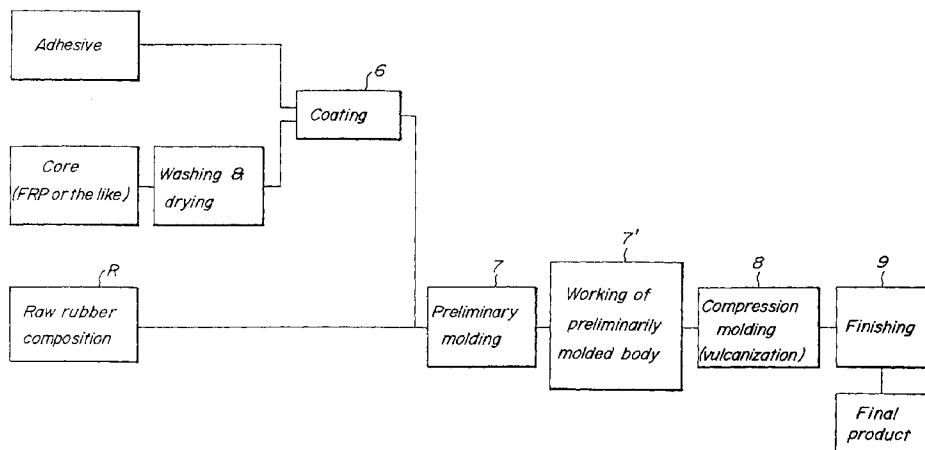 Adhesive
6
Coating
Core
(FRP or the like)
Washing &
drying
R
Raw rubber
composition
7
Preliminary
molding
7'
Working of
preliminarily
molded body
8
Compression
molding
(vulcanization)
9
Finishing
Final
product